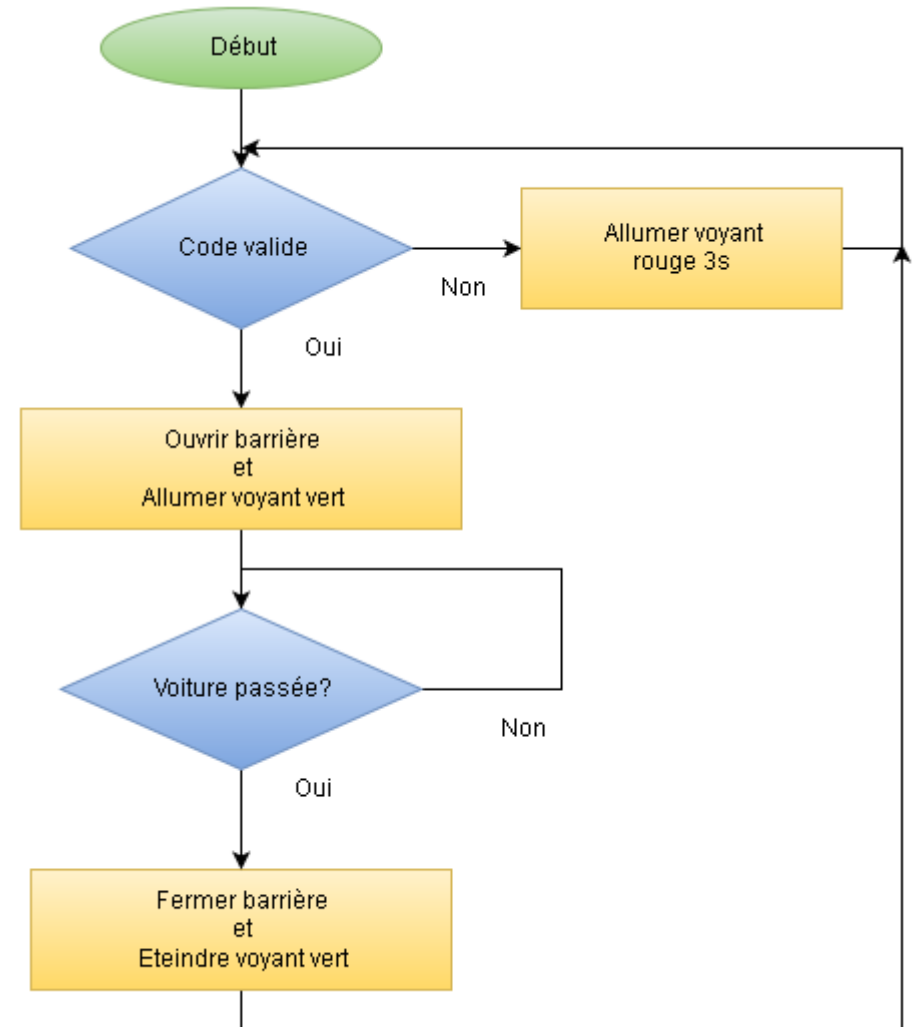 Début
Code valide
Non
Allumer voyant
rouge 3s
Oui
Ouvrir barrière
et
Allumer voyant vert
Voiture passée?
Non
Oui
Fermer barrière
et
Eteindre voyant vert